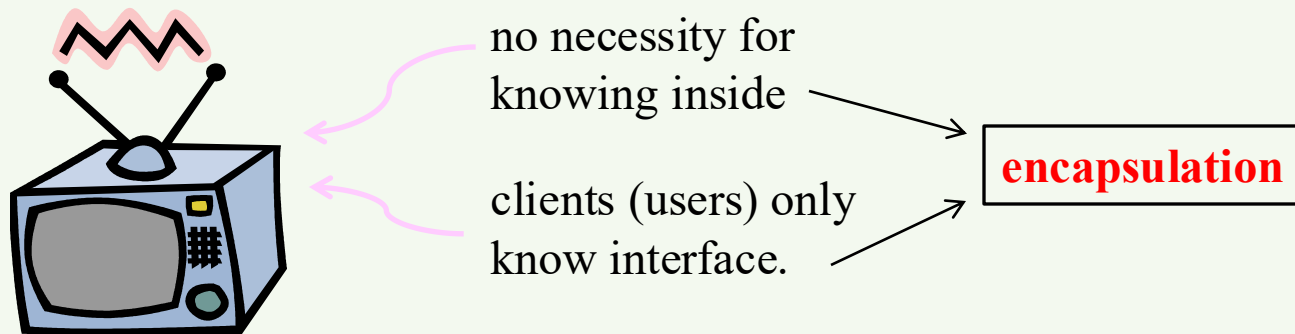 no necessity for
knowing inside
clients (users) only
know interface.
encapsulation